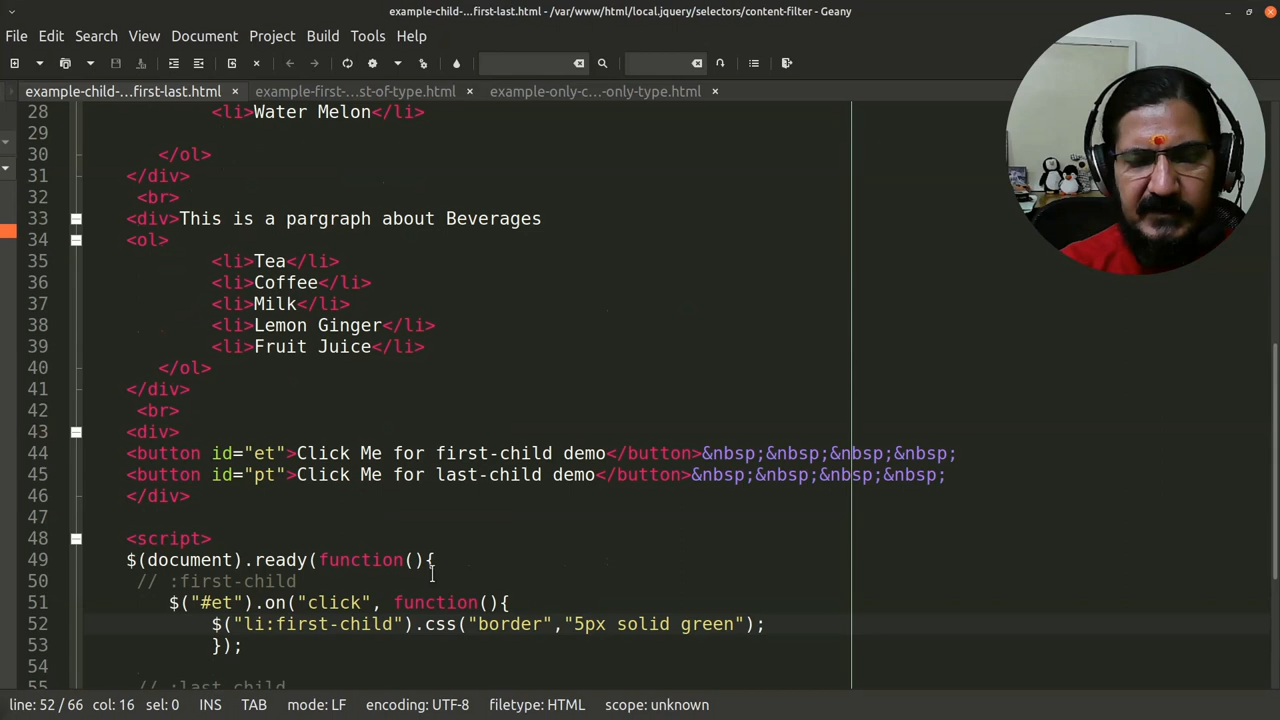 example-child-...first-last.html - /var/www/html/local.jquery/selectors/content-filter - Geany
File Edit Search View Document Project Build Tools Help
example-child-...first-last.html × example-first-...st-of-type.html × example-only-c...-only-type.html ×
28 <li>Water Melon</li>
29
30 </ol>
31 </div>
32 <br>
33 <div>This is a pargraph about Beverages
34 <ol>
35 <li>Tea</li>
36 <li>Coffee</li>
37 <li>Milk</li>
38 <li>Lemon Ginger</li>
39 <li>Fruit Juice</li>
40 </ol>
41 </div>
42 <br>
43 <div>
44 <button id="et">Click Me for first-child demo</button>&nbsp;&nbsp;&nbsp;&nbsp;
45 <button id="pt">Click Me for last-child demo</button>&nbsp;&nbsp;&nbsp;&nbsp;
46 </div>
47
48 <script>
49 $(document).ready(function(){
50 // :first-child
51 $("#et").on("click", function(){
52 $("li:first-child").css("border","5px solid green");
53 });
54
55 // :last child
line: 52 / 66 col: 16 sel: 0 INS TAB mode: LF encoding: UTF-8 filetype: HTML scope: unknown